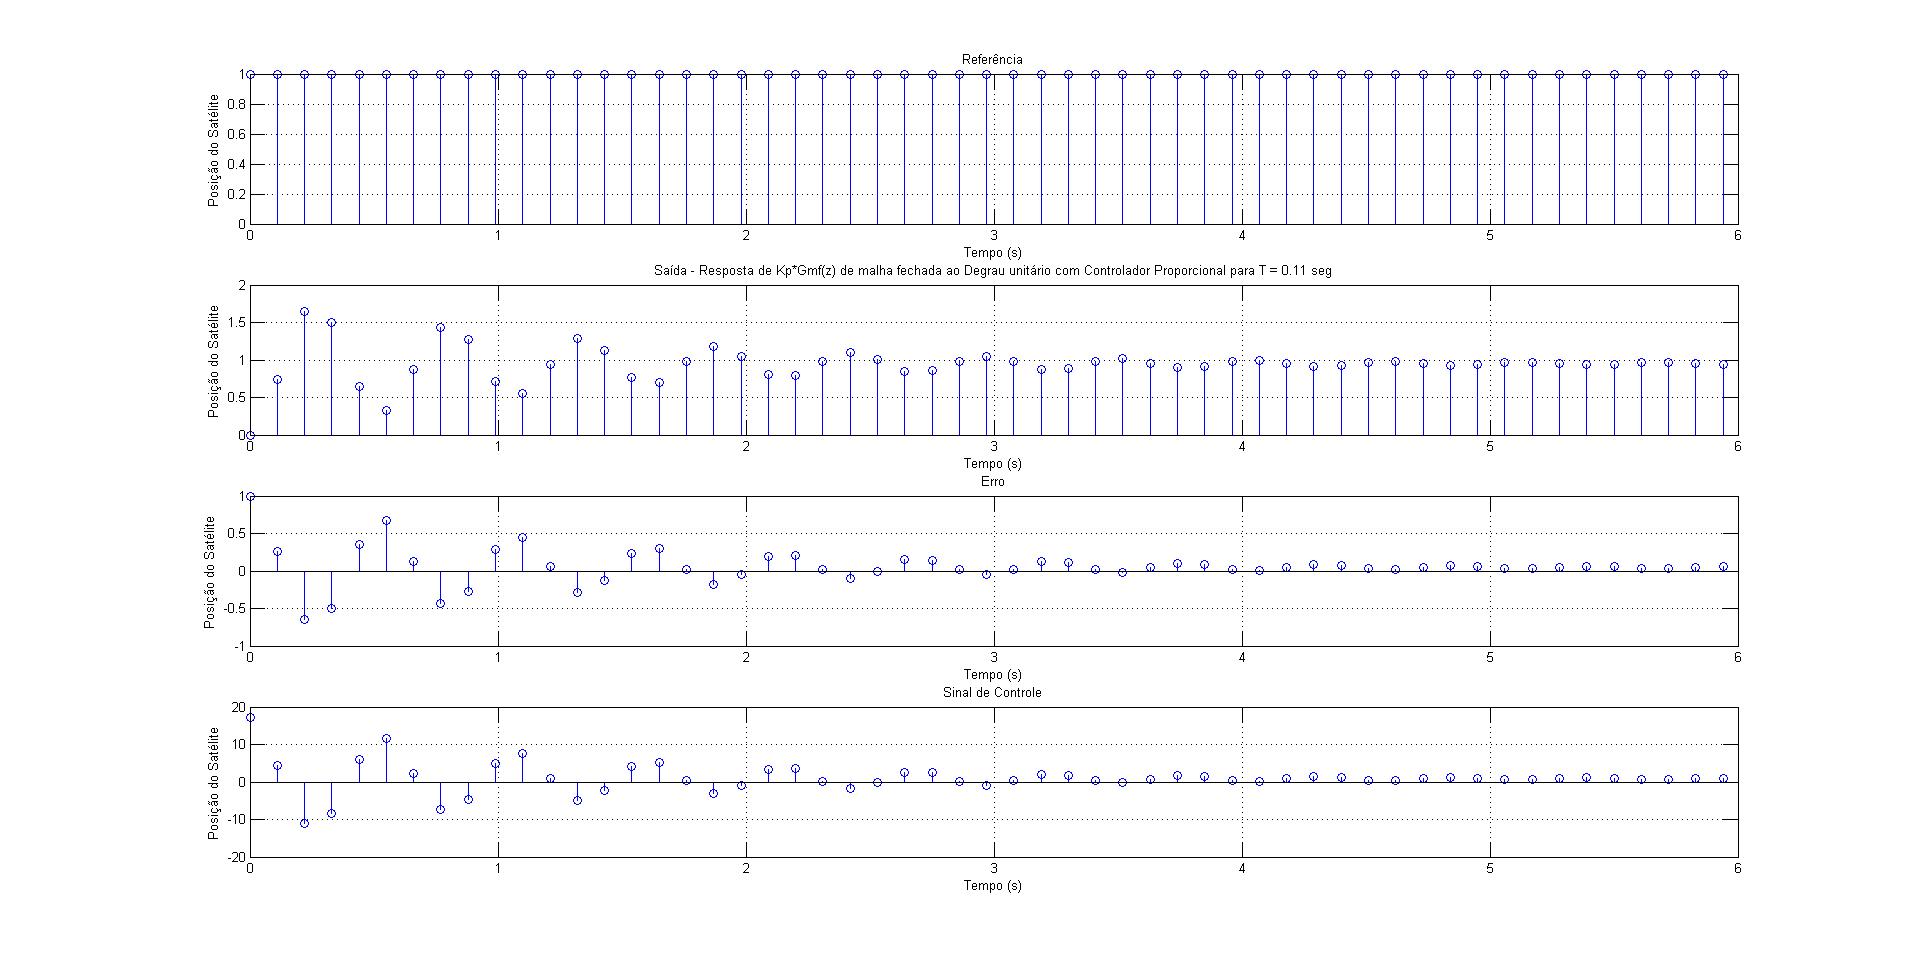 Referência
Posição do Satélite
1
0.8
0.6
0.4
0.2
0
0 1 2 3 4 5 6
Tempo (s)
Saída - Resposta de Kp*Gmf(z) de malha fechada ao Degrau unitário com Controlador Proporcional para T = 0.11 seg
Posição do Satélite
2
1.5
1
0.5
0
0 1 2 3 4 5 6
Tempo (s)
Erro
Posição do Satélite
1
0.5
0
-0.5
-1
0 1 2 3 4 5 6
Tempo (s)
Sinal de Controle
Posição do Satélite
20
10
0
-10
-20
0 1 2 3 4 5 6
Tempo (s)